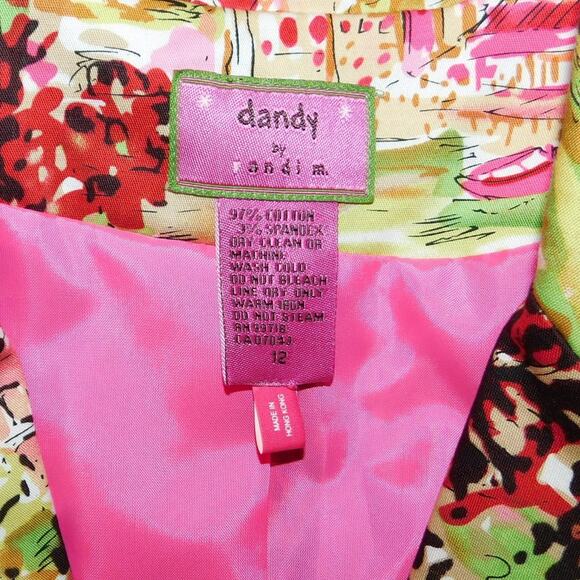 dandy
by
randi m.
97% COTTON
3% SPANDEX
DRY CLEAN OR
MACHINE
WASH COLD
DO NOT BLEACH
LINE DRY ONLY
WARM IRON
DO NOT STEAM
RN 99718
CA07043
12
MADE IN
HONG KONG